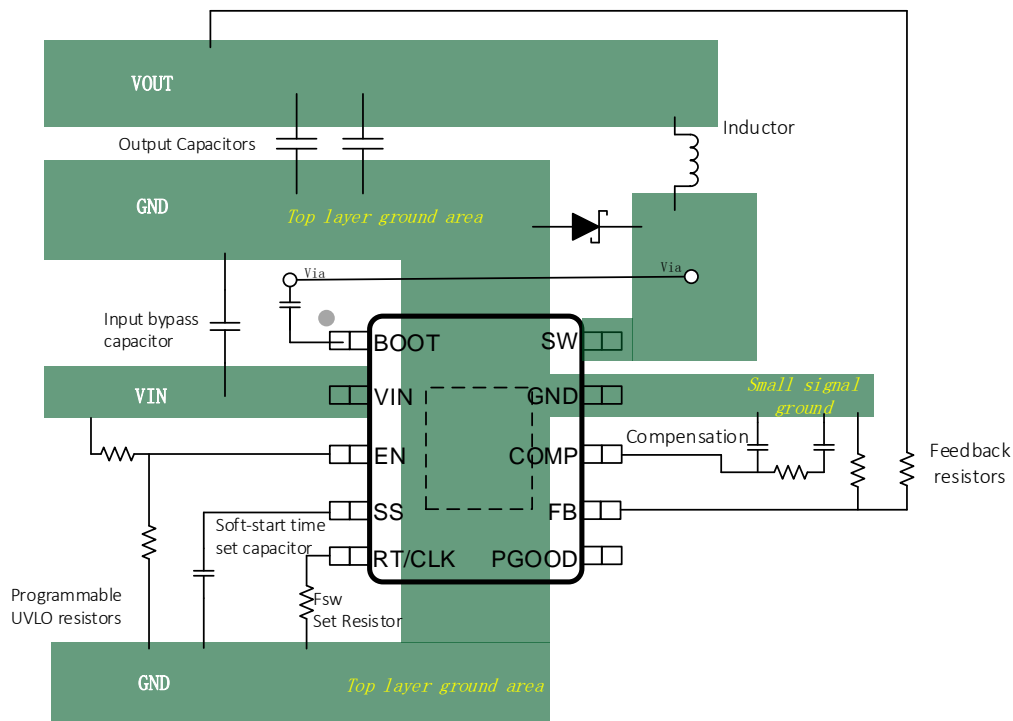 VOUT
Output Capacitors
Inductor
GND
Top layer ground area
Via
Via
Input bypass
capacitor
BOOT
SW
VIN
VIN
GND
Small signal
ground
EN
COMP
Compensation
Feedback
resistors
SS
FB
Soft-start time
set capacitor
RT/CLK
PGOOD
Programmable
UVLO resistors
Fsw
Set Resistor
GND
Top layer ground area